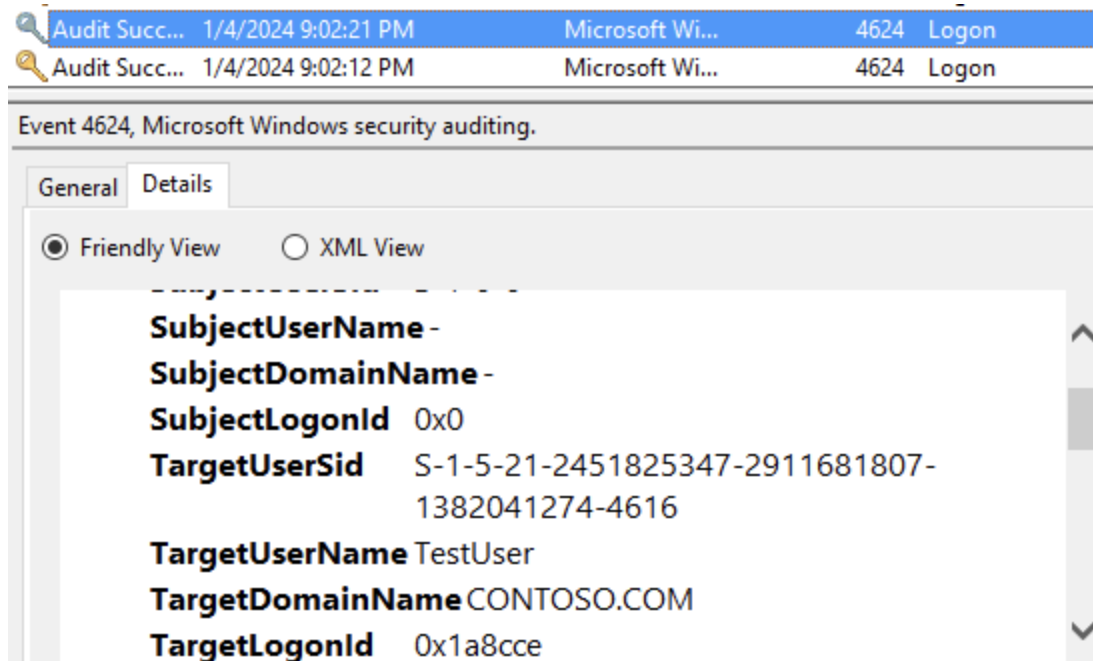 Audit Succ... 1/4/2024 9:02:21 PM Microsoft Wi... 4624 Logon
Audit Succ... 1/4/2024 9:02:12 PM Microsoft Wi... 4624 Logon
Event 4624, Microsoft Windows security auditing.
General Details
Friendly View XML View
SubjectUserName -
SubjectDomainName -
SubjectLogonId 0x0
TargetUserSid S-1-5-21-2451825347-2911681807-
1382041274-4616
TargetUserName TestUser
TargetDomainName CONTOSO.COM
TargetLogonId 0x1a8cce